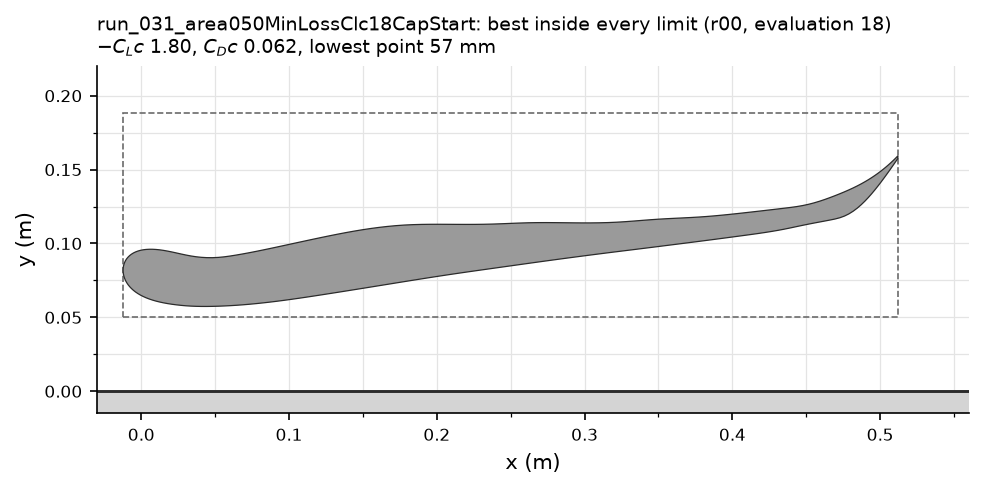 run_031_area050MinLossClc18CapStart: best inside every limit (r00, evaluation 18)
−C_Lc 1.80, C_Dc 0.062, lowest point 57 mm
y (m)
0.20
0.15
0.10
0.05
0.00
0.0 0.1 0.2 0.3 0.4 0.5
x (m)